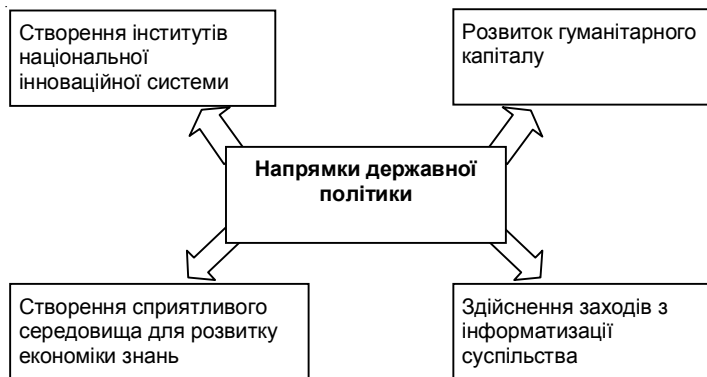 Створення інститутів
національної
інноваційної системи
Розвиток гуманітарного
капіталу
Напрямки державної
політики
Створення сприятливого
середовища для розвитку
економіки знань
Здійснення заходів з
інформатизації
суспільства